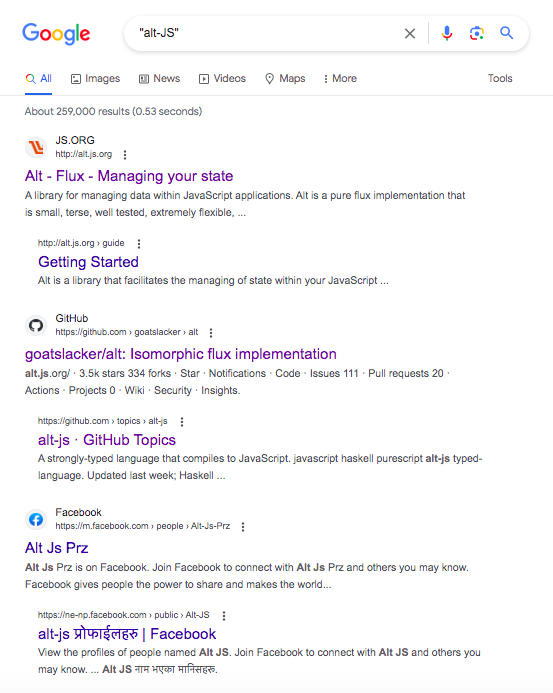 Google
"alt-JS"
All
Images
News
Videos
Maps
More
Tools
About 259,000 results (0.53 seconds)
JS.ORG
http://alt.js.org
Alt - Flux - Managing your state
A library for managing data within JavaScript applications. Alt is a pure flux implementation that
is small, terse, well tested, extremely flexible, ...
http://alt.js.org › guide
Getting Started
Alt is a library that facilitates the managing of state within your JavaScript ...
GitHub
https://github.com › goatslacker › alt
goatslacker/alt: Isomorphic flux implementation
alt.js.org/ · 3.5k stars 334 forks · Star · Notifications · Code · Issues 111 · Pull requests 20 ·
Actions · Projects 0 · Wiki · Security · Insights.
https://github.com › topics › alt-js
alt-js · GitHub Topics
A strongly-typed language that compiles to JavaScript. javascript haskell purescript alt-js typed-
language. Updated last week; Haskell ...
Facebook
https://m.facebook.com › people › Alt-Js-Prz
Alt Js Prz
Alt Js Prz is on Facebook. Join Facebook to connect with Alt Js Prz and others you may know.
Facebook gives people the power to share and makes the world...
https://ne-np.facebook.com › public › Alt-JS
alt-js प्रोफाईलहरु | Facebook
View the profiles of people named Alt JS. Join Facebook to connect with Alt JS and others you
may know. ... Alt JS नाम भएका मानिसहरू.